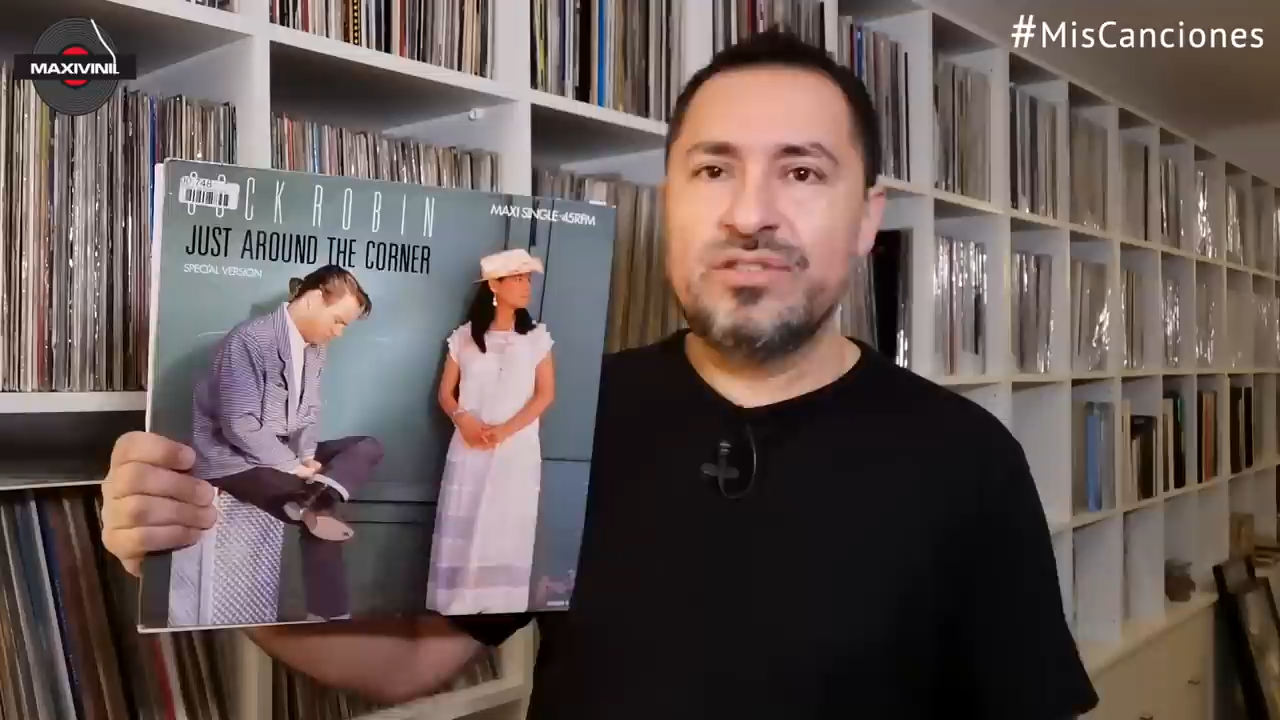 MAXIVINIL
#MisCanciones
CK ROBIN
MAXI SINGLE 45RPM
JUST AROUND THE CORNER
SPECIAL VERSION